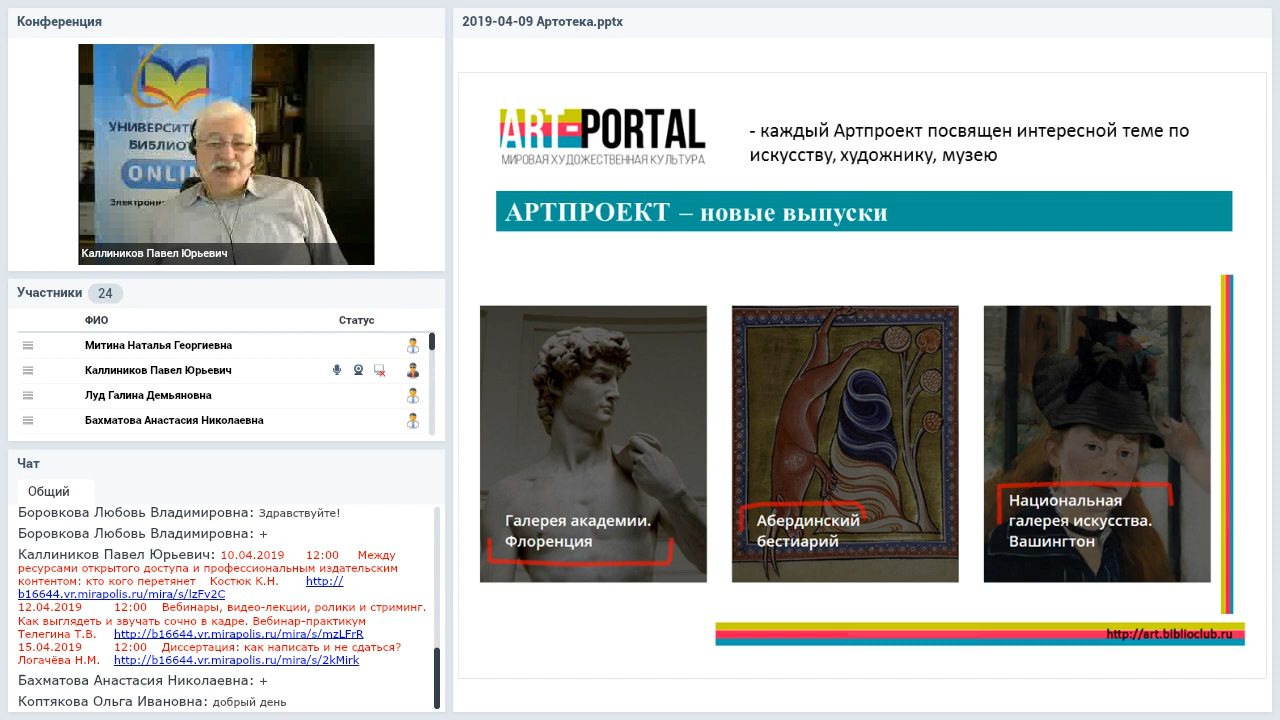 Конференция
УНИВЕРСИТ
БИБЛИО
ONLIN
Электронн
Каллиников Павел Юрьевич
Участники 24
ФИО Статус
Митина Наталья Георгиевна
Каллиников Павел Юрьевич
Луд Галина Демьяновна
Бахматова Анастасия Николаевна
Чат
Общий
Боровкова Любовь Владимировна: Здравствуйте!
Боровкова Любовь Владимировна: +
Каллиников Павел Юрьевич: 10.04.2019 12:00 Между
ресурсами открытого доступа и профессиональным издательским
контентом: кто кого перетянет Костюк К.Н. http://
b16644.vr.mirapolis.ru/mira/s/lzFv2C
12.04.2019 12:00 Вебинары, видео-лекции, ролики и стриминг.
Как выглядеть и звучать сочно в кадре. Вебинар-практикум
Телегина Т.В. http://b16644.vr.mirapolis.ru/mira/s/mzLFrR
15.04.2019 12:00 Диссертация: как написать и не сдаться?
Логачёва Н.М. http://b16644.vr.mirapolis.ru/mira/s/2kMirk
Бахматова Анастасия Николаевна: +
Коптякова Ольга Ивановна: добрый день
2019-04-09 Артотека.pptx
ART-PORTAL
МИРОВАЯ ХУДОЖЕСТВЕННАЯ КУЛЬТУРА
- каждый Артпроект посвящен интересной теме по
искусству, художнику, музею
АРТПРОЕКТ – новые выпуски
Галерея академии.
Флоренция
Абердинский
бестиарий
Национальная
галерея искусства.
Вашингтон
http://art.biblioclub.ru